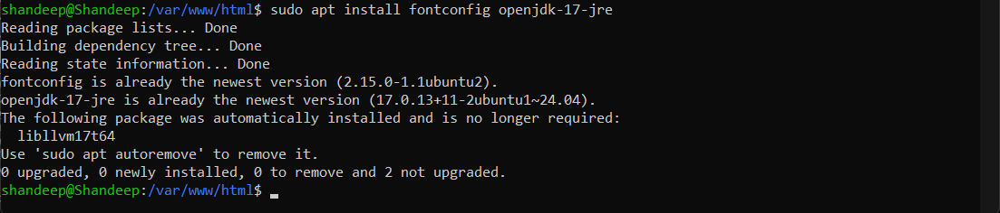 shandeep@Shandeep:/var/www/html$ sudo apt install fontconfig openjdk-17-jre
Reading package lists... Done
Building dependency tree... Done
Reading state information... Done
fontconfig is already the newest version (2.15.0-1.1ubuntu2).
openjdk-17-jre is already the newest version (17.0.13+11-2ubuntu1~24.04).
The following package was automatically installed and is no longer required:
  libllvm17t64
Use 'sudo apt autoremove' to remove it.
0 upgraded, 0 newly installed, 0 to remove and 2 not upgraded.
shandeep@Shandeep:/var/www/html$